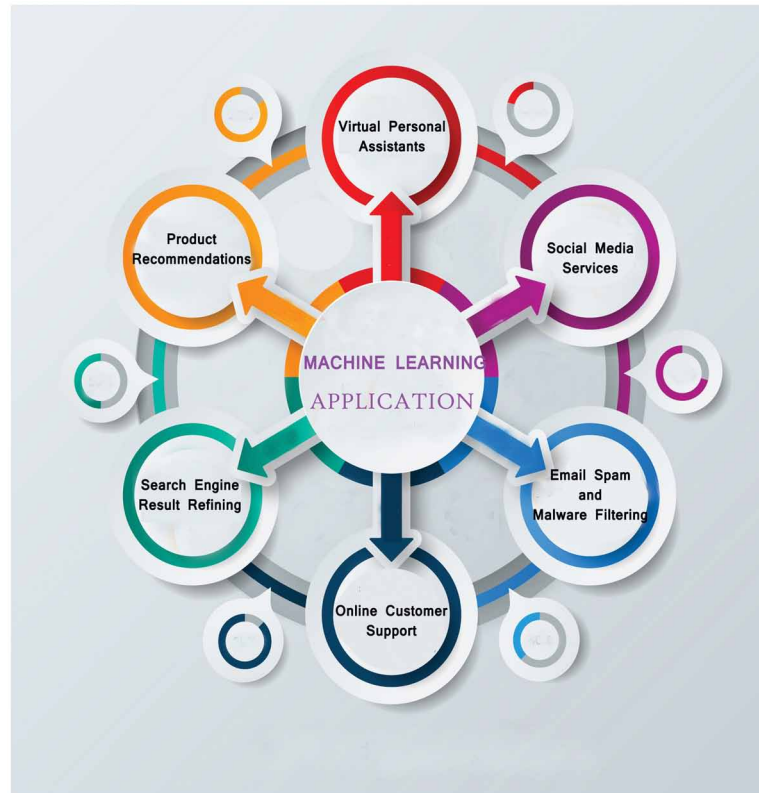 Virtual Personal
Assistants
Product
Recommendations
Social Media
Services
MACHINE LEARNING
APPLICATION
Search Engine
Result Refining
Email Spam
and
Malware Filtering
Online Customer
Support